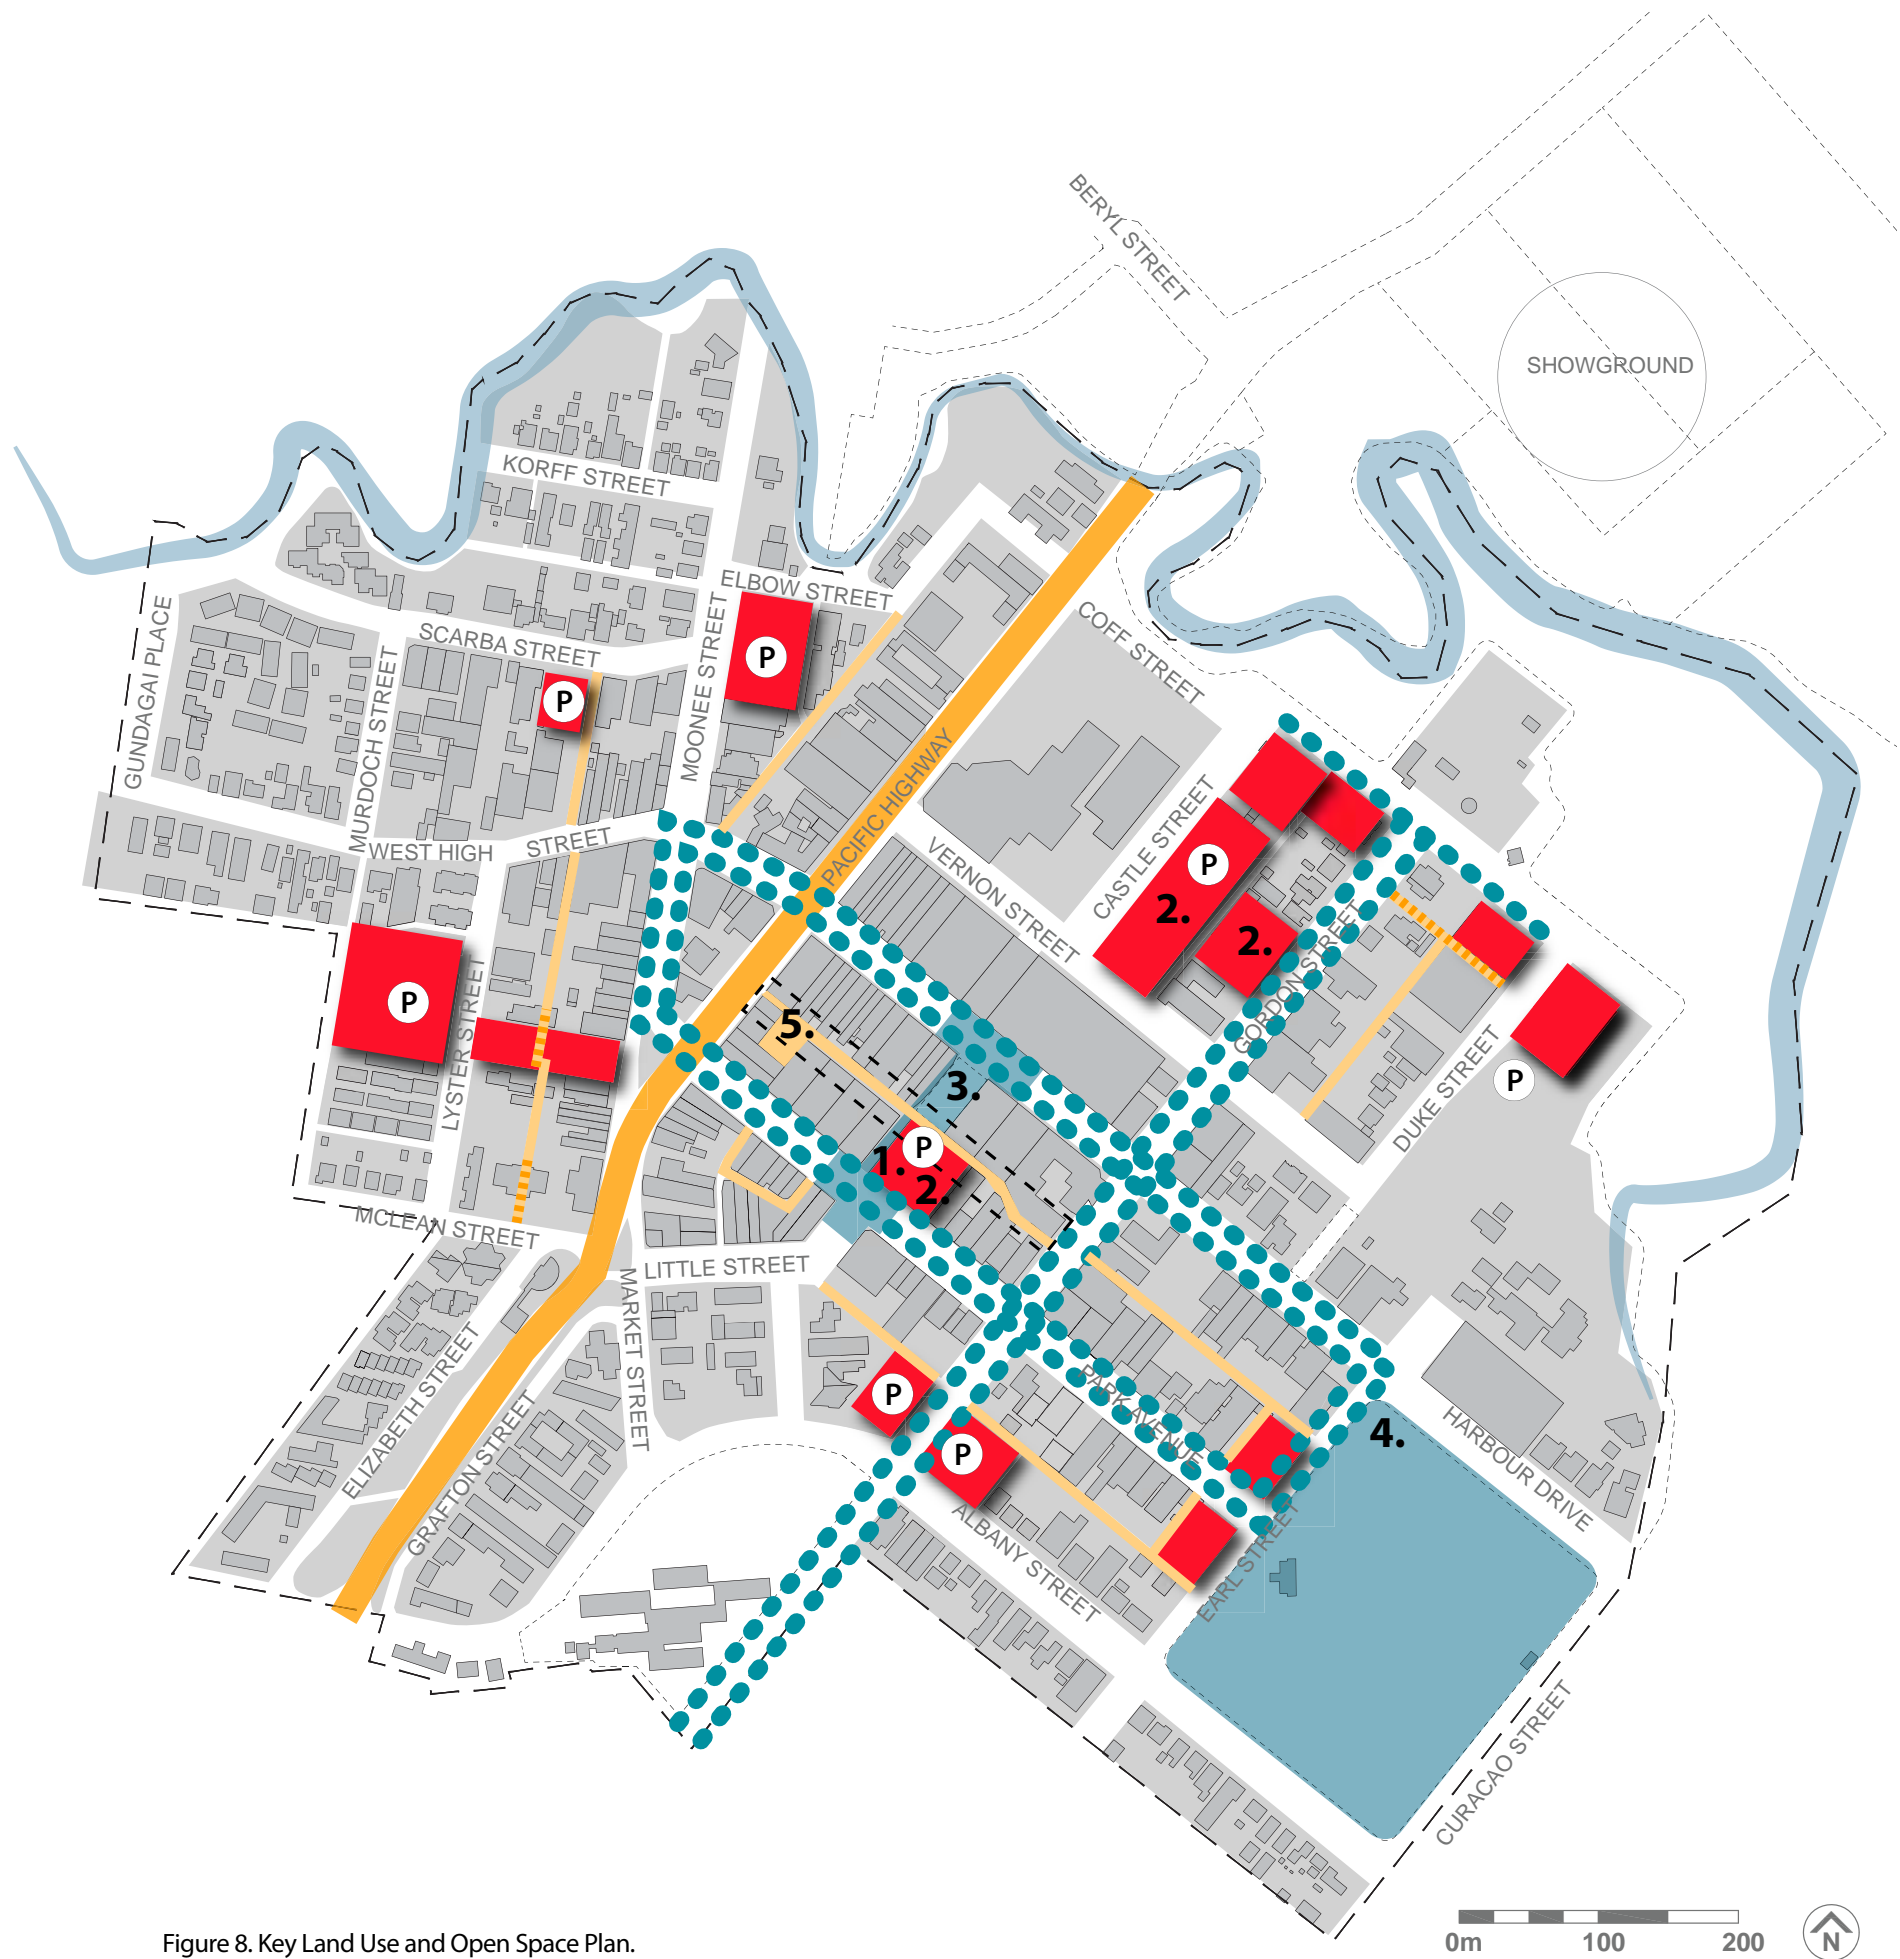 BERYL STREET
SHOWGROUND
KORFF STREET
ELBOW STREET
GUNDAGAI PLACE
SCARBA STREET
MURDOCH STREET
MOONEE STREET
P
P
COFF STREET
PACIFIC HIGHWAY
WEST HIGH STREET
VERNON STREET
CASTLE STREET
P
2.
2.
GORDON STREET
P
LYSTER STREET
5.
3.
DUKE STREET
P
P
1.
2.
MCLEAN STREET
LITTLE STREET
MARKET STREET
ELIZABETH STREET
GRAFTON STREET
P
P
PARK AVENUE
4.
HARBOUR DRIVE
ALBANY STREET
EARL STREET
CURACAO STREET
Figure 8. Key Land Use and Open Space Plan.
0m 100 200
N